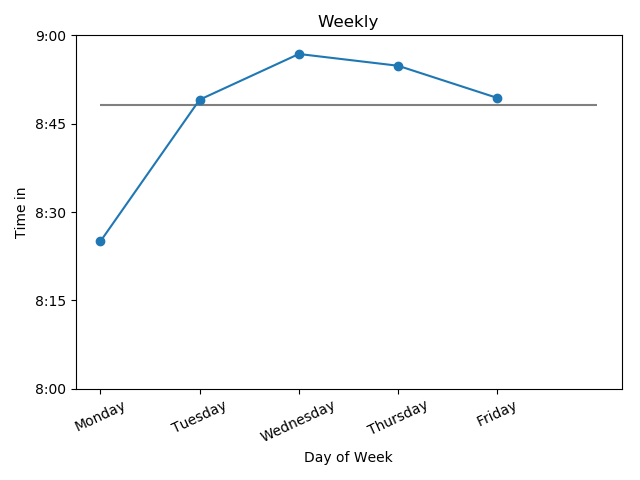 Weekly
9:00
8:45
8:30
8:15
8:00
Time in
Monday
Tuesday
Wednesday
Thursday
Friday
Day of Week